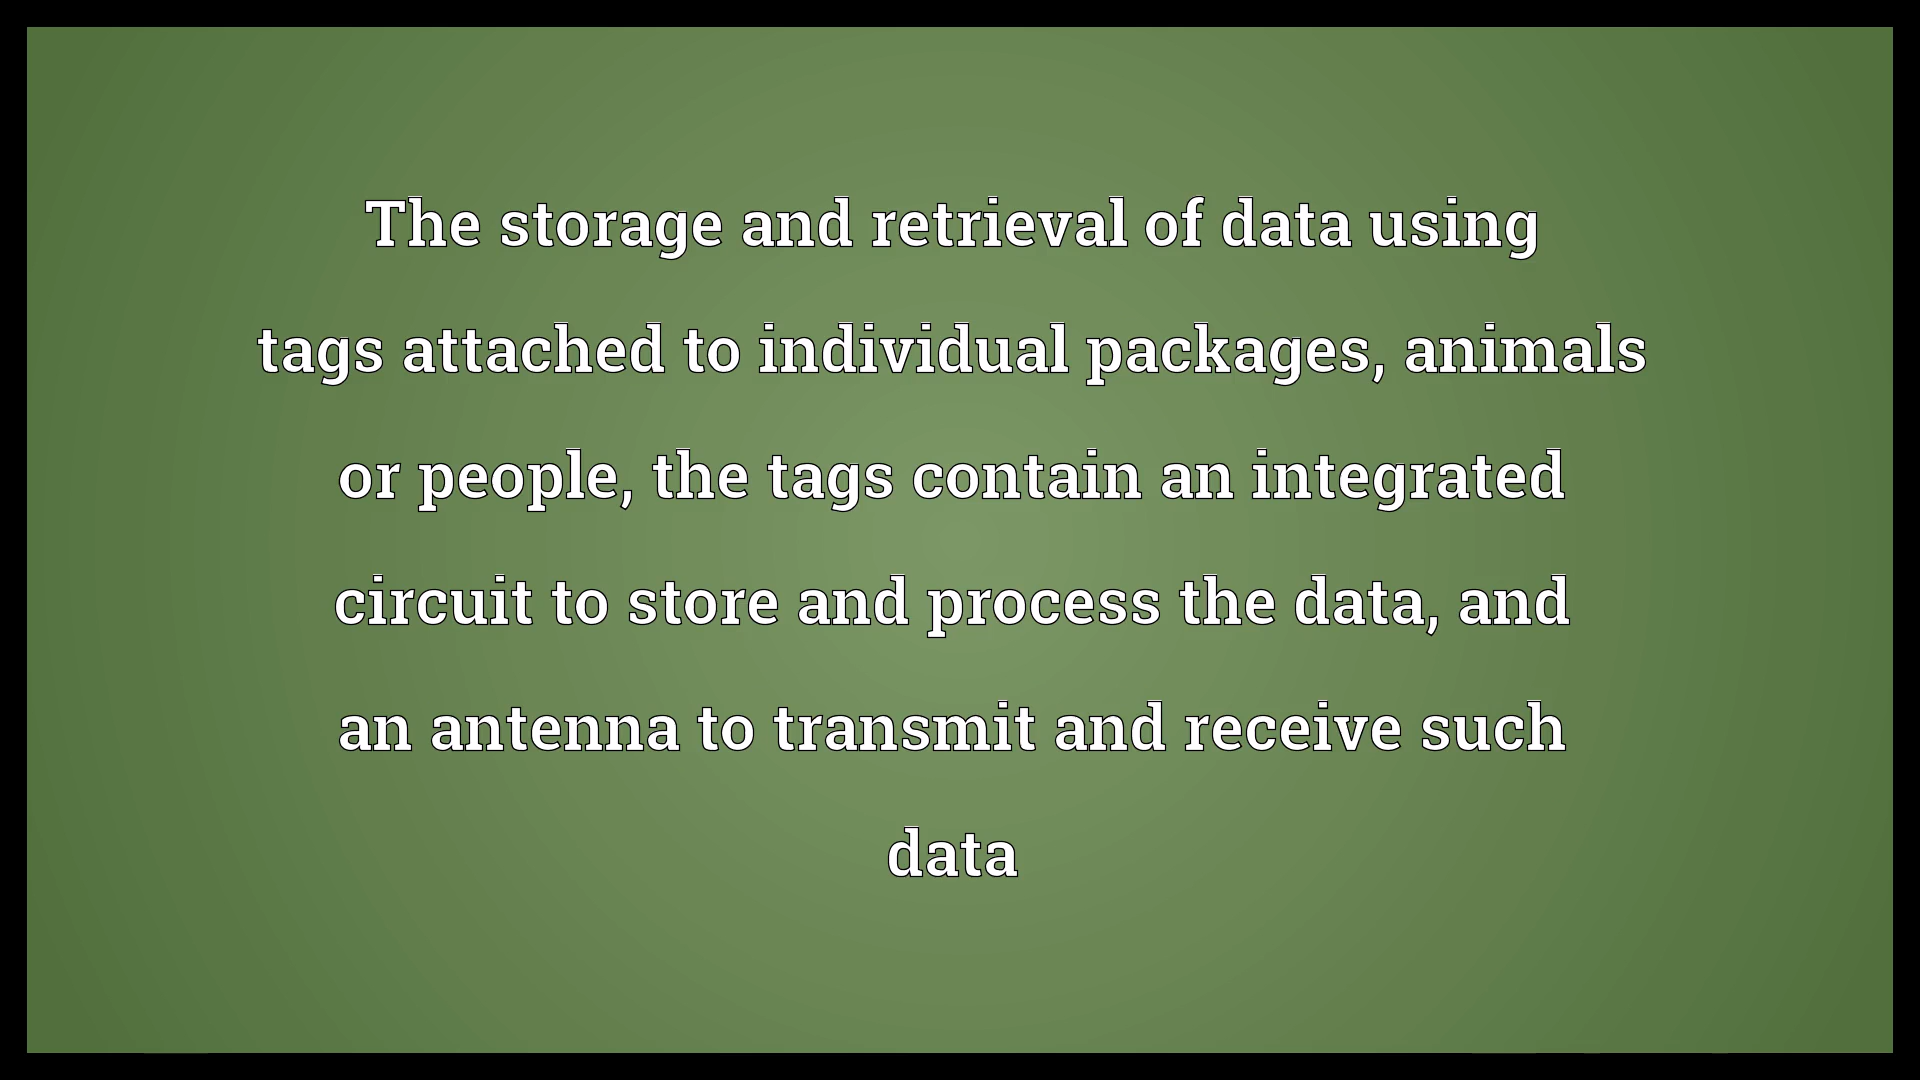 The storage and retrieval of data using
tags attached to individual packages, animals
or people, the tags contain an integrated
circuit to store and process the data, and
an antenna to transmit and receive such
data